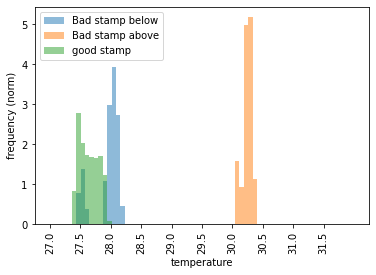 Bad stamp below
Bad stamp above
good stamp
frequency (norm)
5
4
3
2
1
0
27.0 27.5 28.0 28.5 29.0 29.5 30.0 30.5 31.0 31.5
temperature